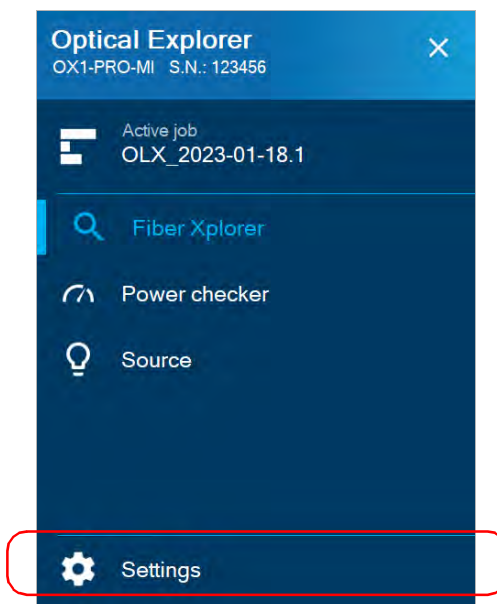 Optical Explorer
OX1-PRO-MI S.N.: 123456
Active job
OLX_2023-01-18.1
Fiber Xplorer
Power checker
Source
Settings